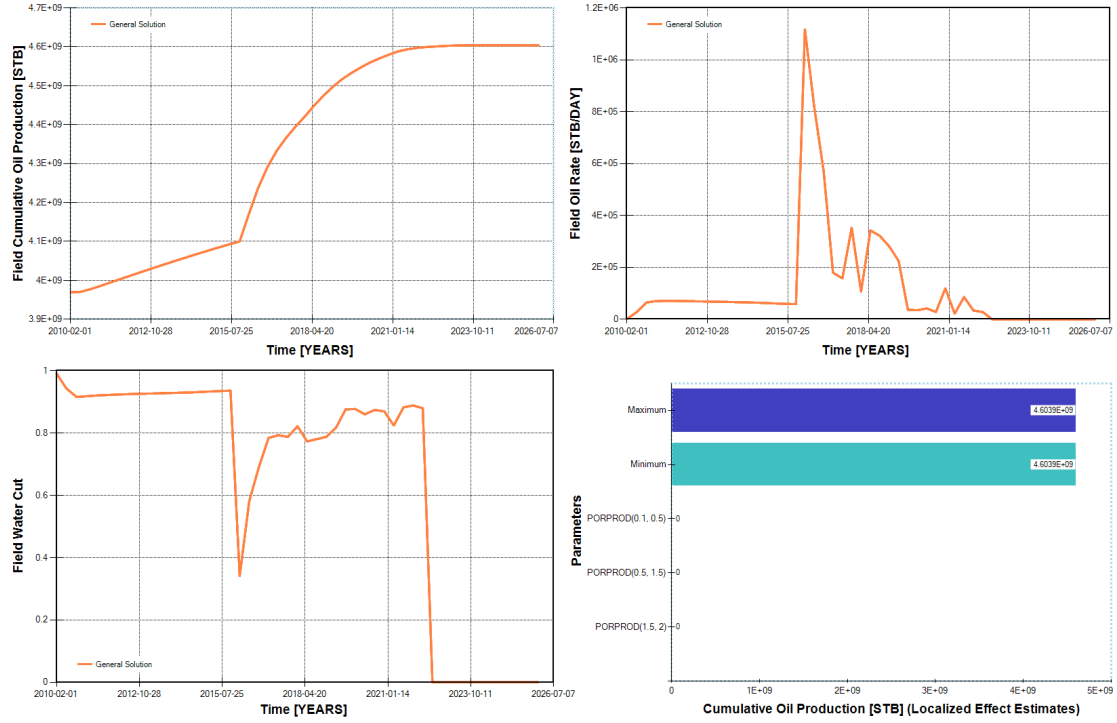 4.7E+09
General Solution
4.6E+09
4.5E+09
4.4E+09
4.3E+09
4.2E+09
4.1E+09
4E+09
3.9E+09
Field Cumulative Oil Production [STB]
2010-02-01 2012-10-28 2015-07-25 2018-04-20 2021-01-14 2023-10-11 2026-07-07
Time [YEARS]
1.2E+06
General Solution
1E+06
8E+05
6E+05
4E+05
2E+05
0
Field Oil Rate [STB/DAY]
2010-02-01 2012-10-28 2015-07-25 2018-04-20 2021-01-14 2023-10-11 2026-07-07
Time [YEARS]
1
0.8
0.6
0.4
0.2
0
Field Water Cut
General Solution
2010-02-01 2012-10-28 2015-07-25 2018-04-20 2021-01-14 2023-10-11 2026-07-07
Time [YEARS]
Parameters
Maximum 4.6039E+09
Minimum 4.6039E+09
PORPROD(0.1, 0.5) 0
PORPROD(0.5, 1.5) 0
PORPROD(1.5, 2) 0
0 1E+09 2E+09 3E+09 4E+09 5E+09
Cumulative Oil Production [STB] (Localized Effect Estimates)